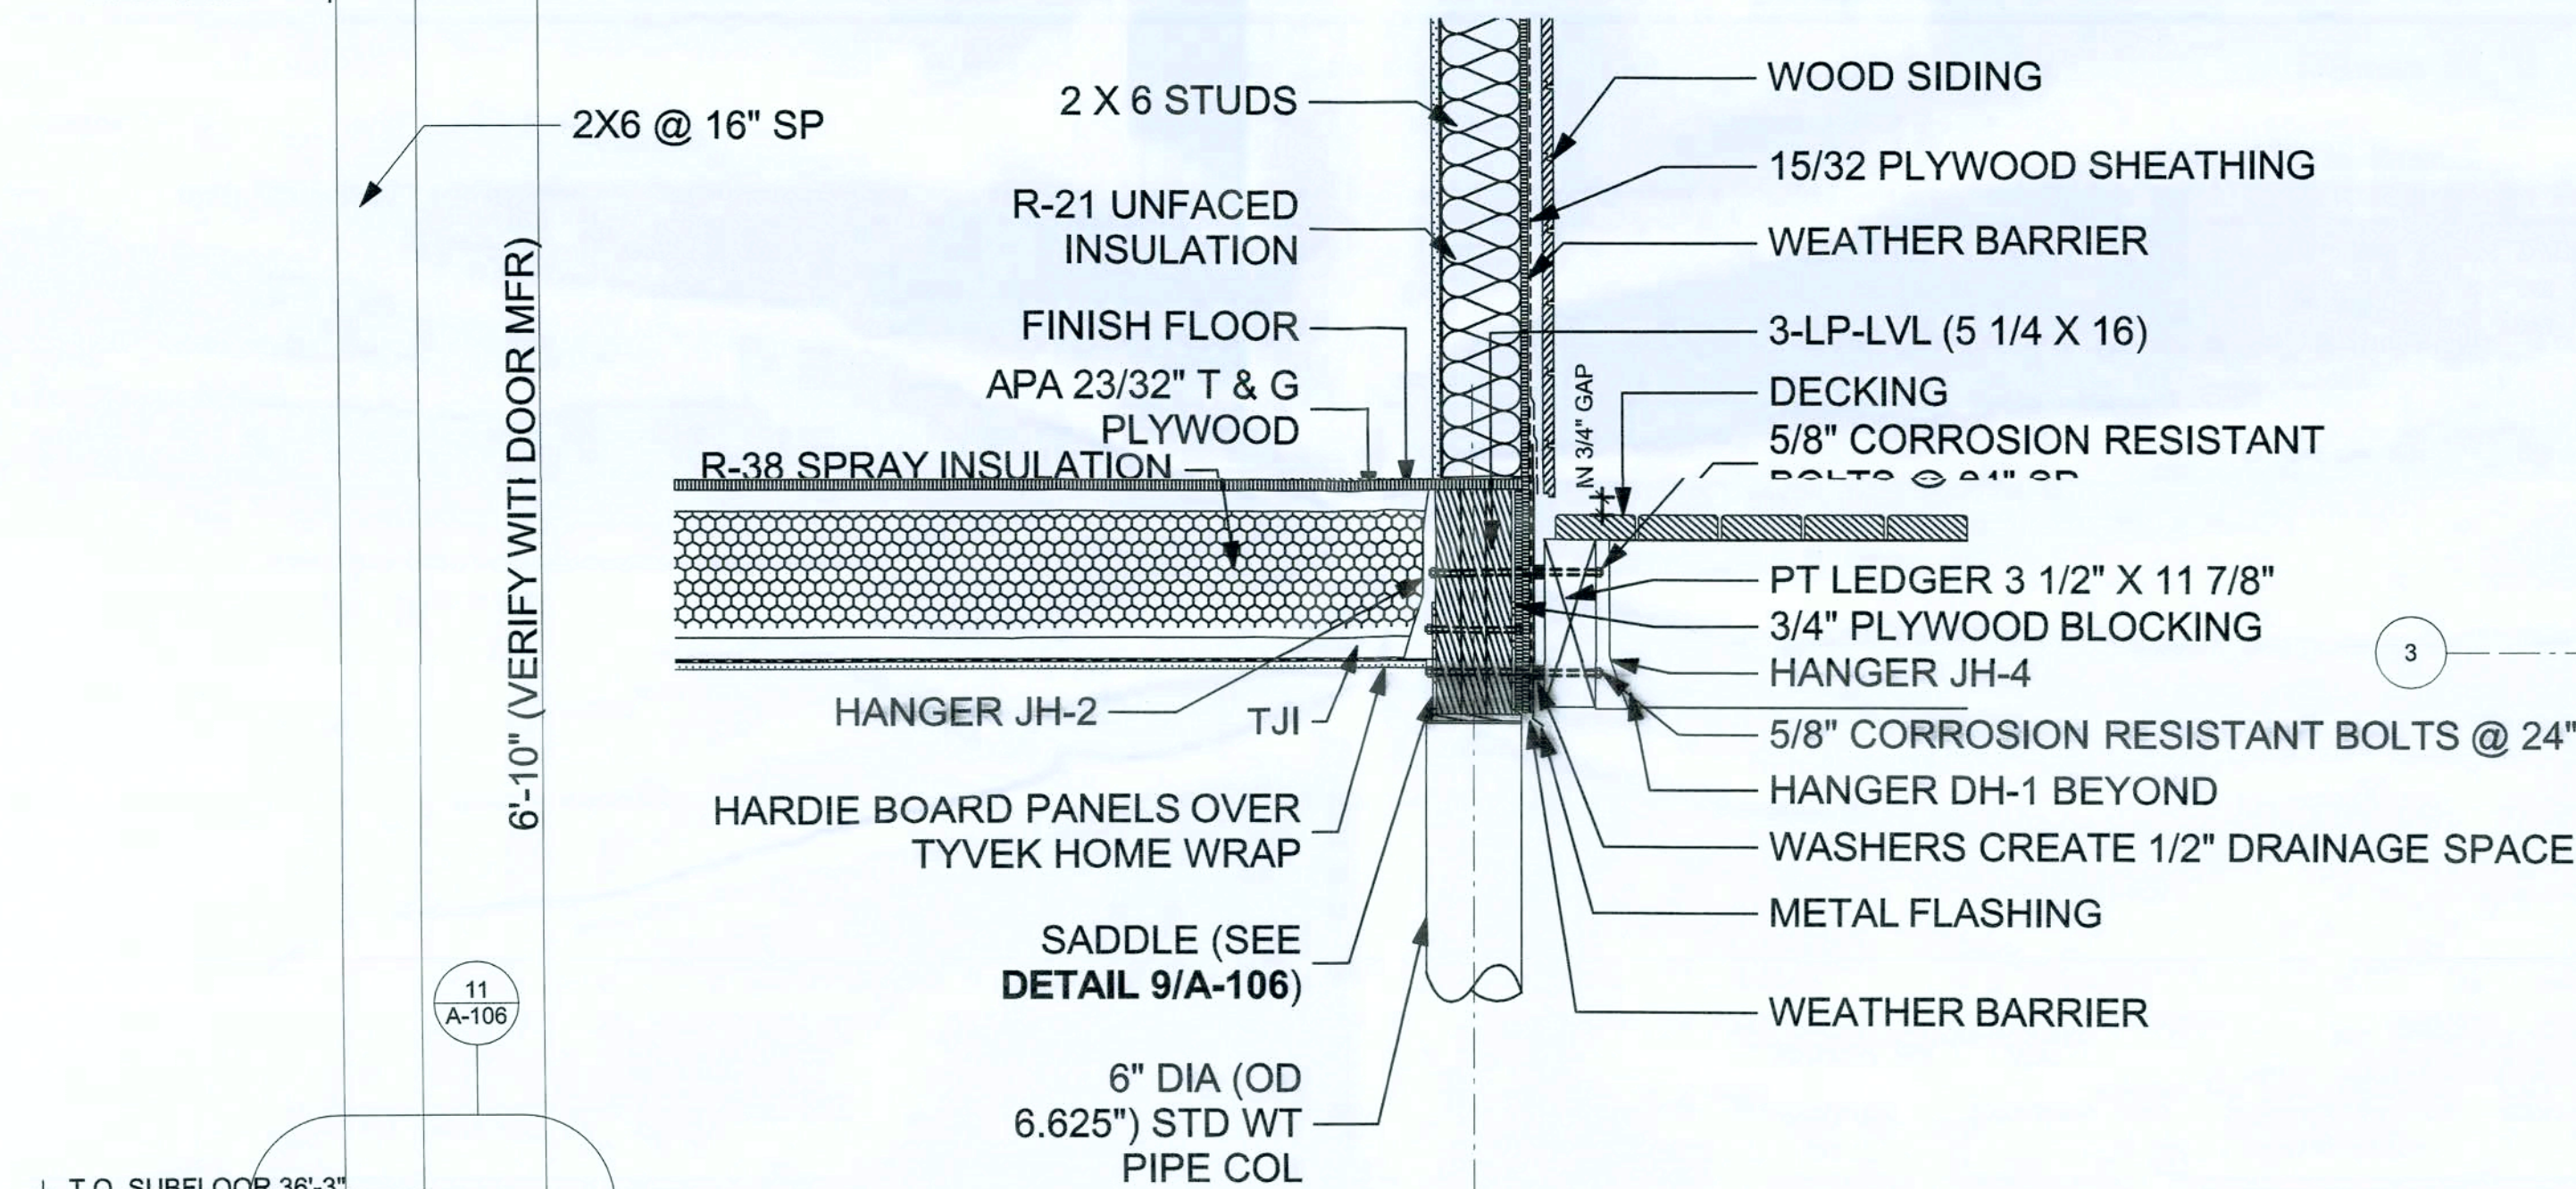 2X6 @ 16" SP
6'-10" (VERIFY WITI DOOR MFR)
11
A-106
T.O. SUBFLOOR 36'-3"
2 X 6 STUDS
R-21 UNFACED
INSULATION
FINISH FLOOR
APA 23/32" T & G
PLYWOOD
R-38 SPRAY INSULATION
HANGER JH-2
TJI
HARDIE BOARD PANELS OVER
TYVEK HOME WRAP
SADDLE (SEE
DETAIL 9/A-106)
6" DIA (OD
6.625") STD WT
PIPE COL
WOOD SIDING
15/32 PLYWOOD SHEATHING
WEATHER BARRIER
3-LP-LVL (5 1/4 X 16)
3/4" GAP
DECKING
5/8" CORROSION RESISTANT
PT LEDGER 3 1/2" X 11 7/8"
3/4" PLYWOOD BLOCKING
HANGER JH-4
5/8" CORROSION RESISTANT BOLTS @ 24"
HANGER DH-1 BEYOND
WASHERS CREATE 1/2" DRAINAGE SPACE
METAL FLASHING
WEATHER BARRIER
3